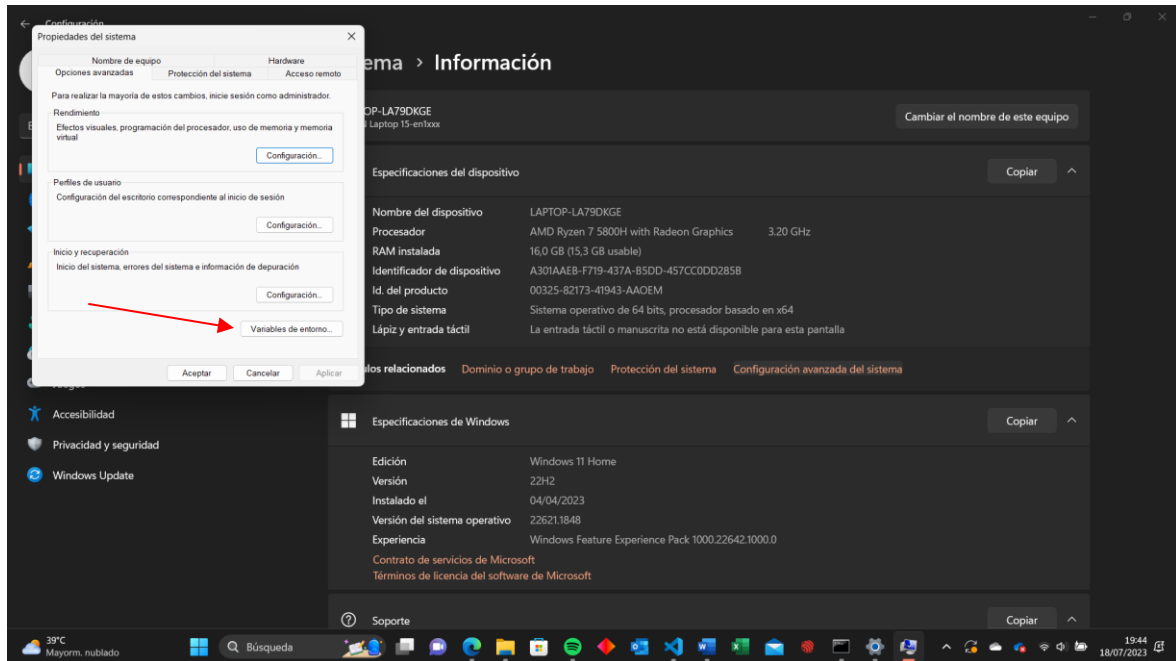 Configuración
Propiedades del sistema
Nombre de equipo
Hardware
Opciones avanzadas
Protección del sistema
Acceso remoto
Para realizar la mayoría de estos cambios, inicie sesión como administrador.
Rendimiento
Efectos visuales, programación del procesador, uso de memoria y memoria
virtual
Configuración...
Perfiles de usuario
Configuración del escritorio correspondiente al inicio de sesión
Configuración...
Inicio y recuperación
Inicio del sistema, errores del sistema e información de depuración
Configuración...
Variables de entorno...
Aceptar
Cancelar
Aplicar
Accesibilidad
Privacidad y seguridad
Windows Update
ema > Información
OP-LA79DKGE
Laptop 15-en1xxx
Cambiar el nombre de este equipo
Especificaciones del dispositivo
Copiar
Nombre del dispositivo LAPTOP-LA79DKGE
Procesador AMD Ryzen 7 5800H with Radeon Graphics 3.20 GHz
RAM instalada 16,0 GB (15,3 GB usable)
Identificador de dispositivo A301AAEB-F719-437A-B5DD-457CC0DD285B
Id. del producto 00325-82173-41943-AAOEM
Tipo de sistema Sistema operativo de 64 bits, procesador basado en x64
Lápiz y entrada táctil La entrada táctil o manuscrita no está disponible para esta pantalla
los relacionados Dominio o grupo de trabajo Protección del sistema Configuración avanzada del sistema
Especificaciones de Windows
Copiar
Edición Windows 11 Home
Versión 22H2
Instalado el 04/04/2023
Versión del sistema operativo 22621.1848
Experiencia Windows Feature Experience Pack 1000.22642.1000.0
Contrato de servicios de Microsoft
Términos de licencia del software de Microsoft
Soporte
Copiar
39°C
Mayorm. nublado
Búsqueda
19:44
18/07/2023